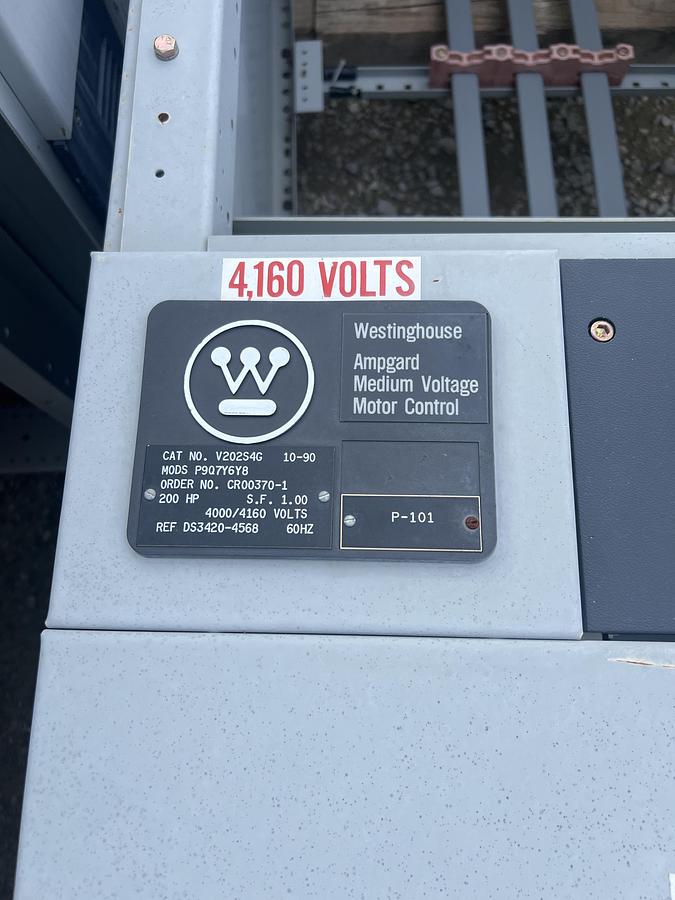 4,160 VOLTS
W
Westinghouse
Ampgard
Medium Voltage
Motor Control
CAT NO. V202S4G 10-90
MODS P9Q7Y6Y8
ORDER NO. CR00370-1
200 HP S.F. 1.00
4000/4160 VOLTS
REF DS3420-4568 60HZ
P-101